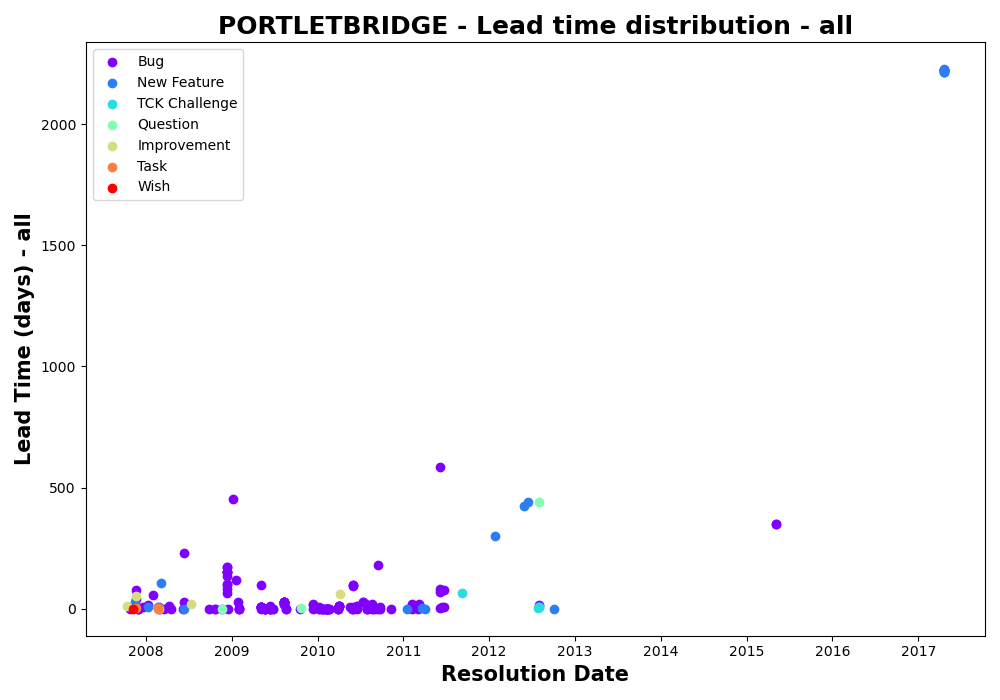 PORTLETBRIDGE - Lead time distribution - all
Bug
New Feature
TCK Challenge
Question
Improvement
Task
Wish
Lead Time (days) - all
2000
1500
1000
500
0
2008 2009 2010 2011 2012 2013 2014 2015 2016 2017
Resolution Date